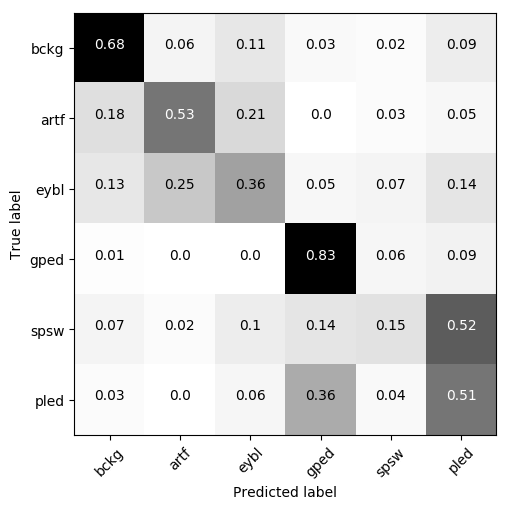 bckg 0.68 0.06 0.11 0.03 0.02 0.09
artf 0.18 0.53 0.21 0.0 0.03 0.05
eybl 0.13 0.25 0.36 0.05 0.07 0.14
True label
gped 0.01 0.0 0.0 0.83 0.06 0.09
spsw 0.07 0.02 0.1 0.14 0.15 0.52
pled 0.03 0.0 0.06 0.36 0.04 0.51
bckg artf eybl gped spsw pled
Predicted label